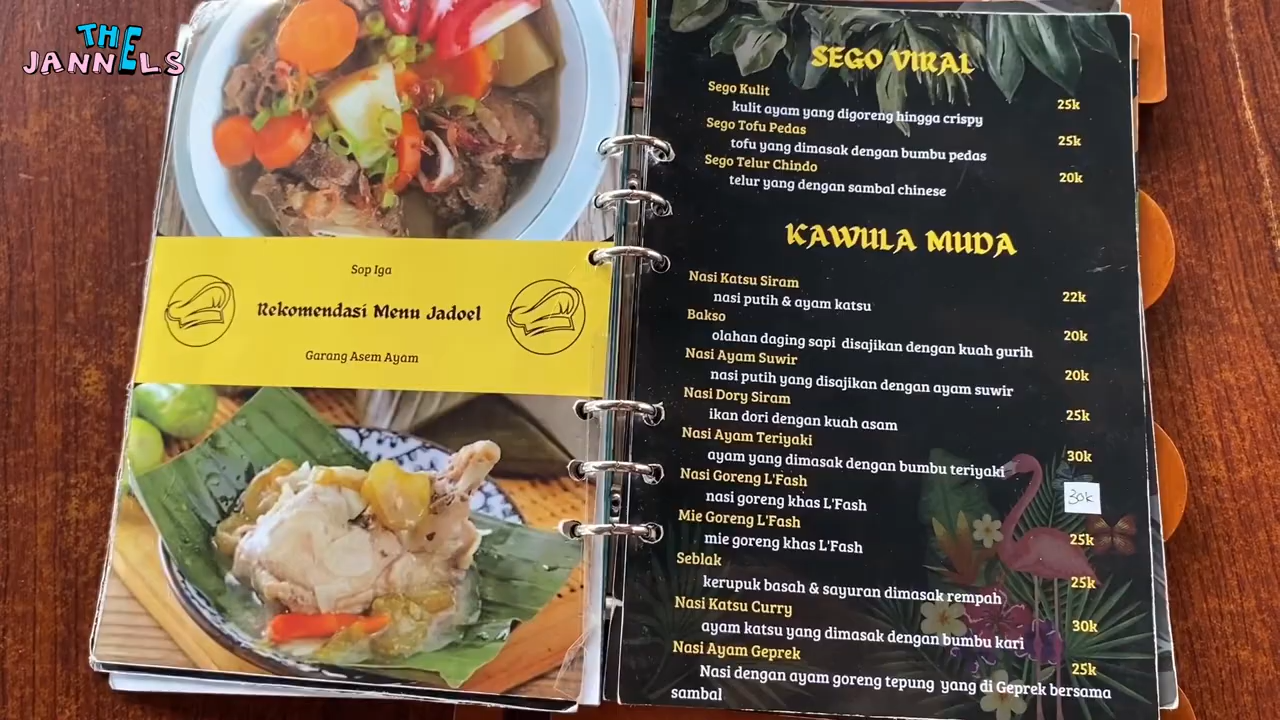 THE
JANNELS
Sop Iga
Rekomendasi Menu Jadoel
Garang Asem Ayam
SEGO VIRAL
Sego Kulit 25k
kulit ayam yang digoreng hingga crispy
Sego Tofu Pedas 25k
tofu yang dimasak dengan bumbu pedas
Sego Telur Chindo 20k
telur yang dengan sambal chinese
KAWULA MUDA
Nasi Katsu Siram 22k
nasi putih & ayam katsu
Bakso 20k
olahan daging sapi disajikan dengan kuah gurih
Nasi Ayam Suwir 20k
nasi putih yang disajikan dengan ayam suwir
Nasi Dory Siram 25k
ikan dori dengan kuah asam
Nasi Ayam Teriyaki 30k
ayam yang dimasak dengan bumbu teriyaki
Nasi Goreng L'Fash 30k
nasi goreng khas L'Fash
Mie Goreng L'Fash 25k
mie goreng khas L'Fash
Seblak 25k
kerupuk basah & sayuran dimasak rempah
Nasi Katsu Curry 30k
ayam katsu yang dimasak dengan bumbu kari
Nasi Ayam Geprek 25k
Nasi dengan ayam goreng tepung yang di Geprek bersama
sambal